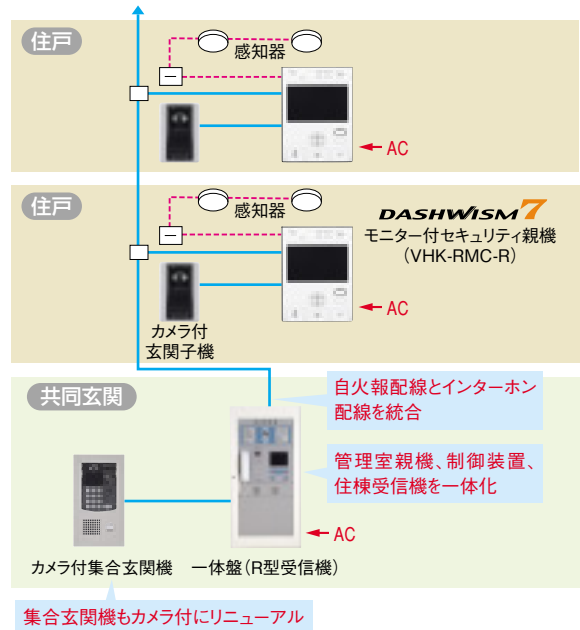 住戸
感知器
AC
住戸
感知器
DASHWISM7
モニター付セキュリティ親機
（VHK-RMC-R）
AC
カメラ付
玄関子機
共同玄関
自火報配線とインターホン
配線を統合
管理室親機、制御装置、
住棟受信機を一体化
AC
カメラ付集合玄関機
一体盤（R型受信機）
集合玄関機もカメラ付にリニューアル